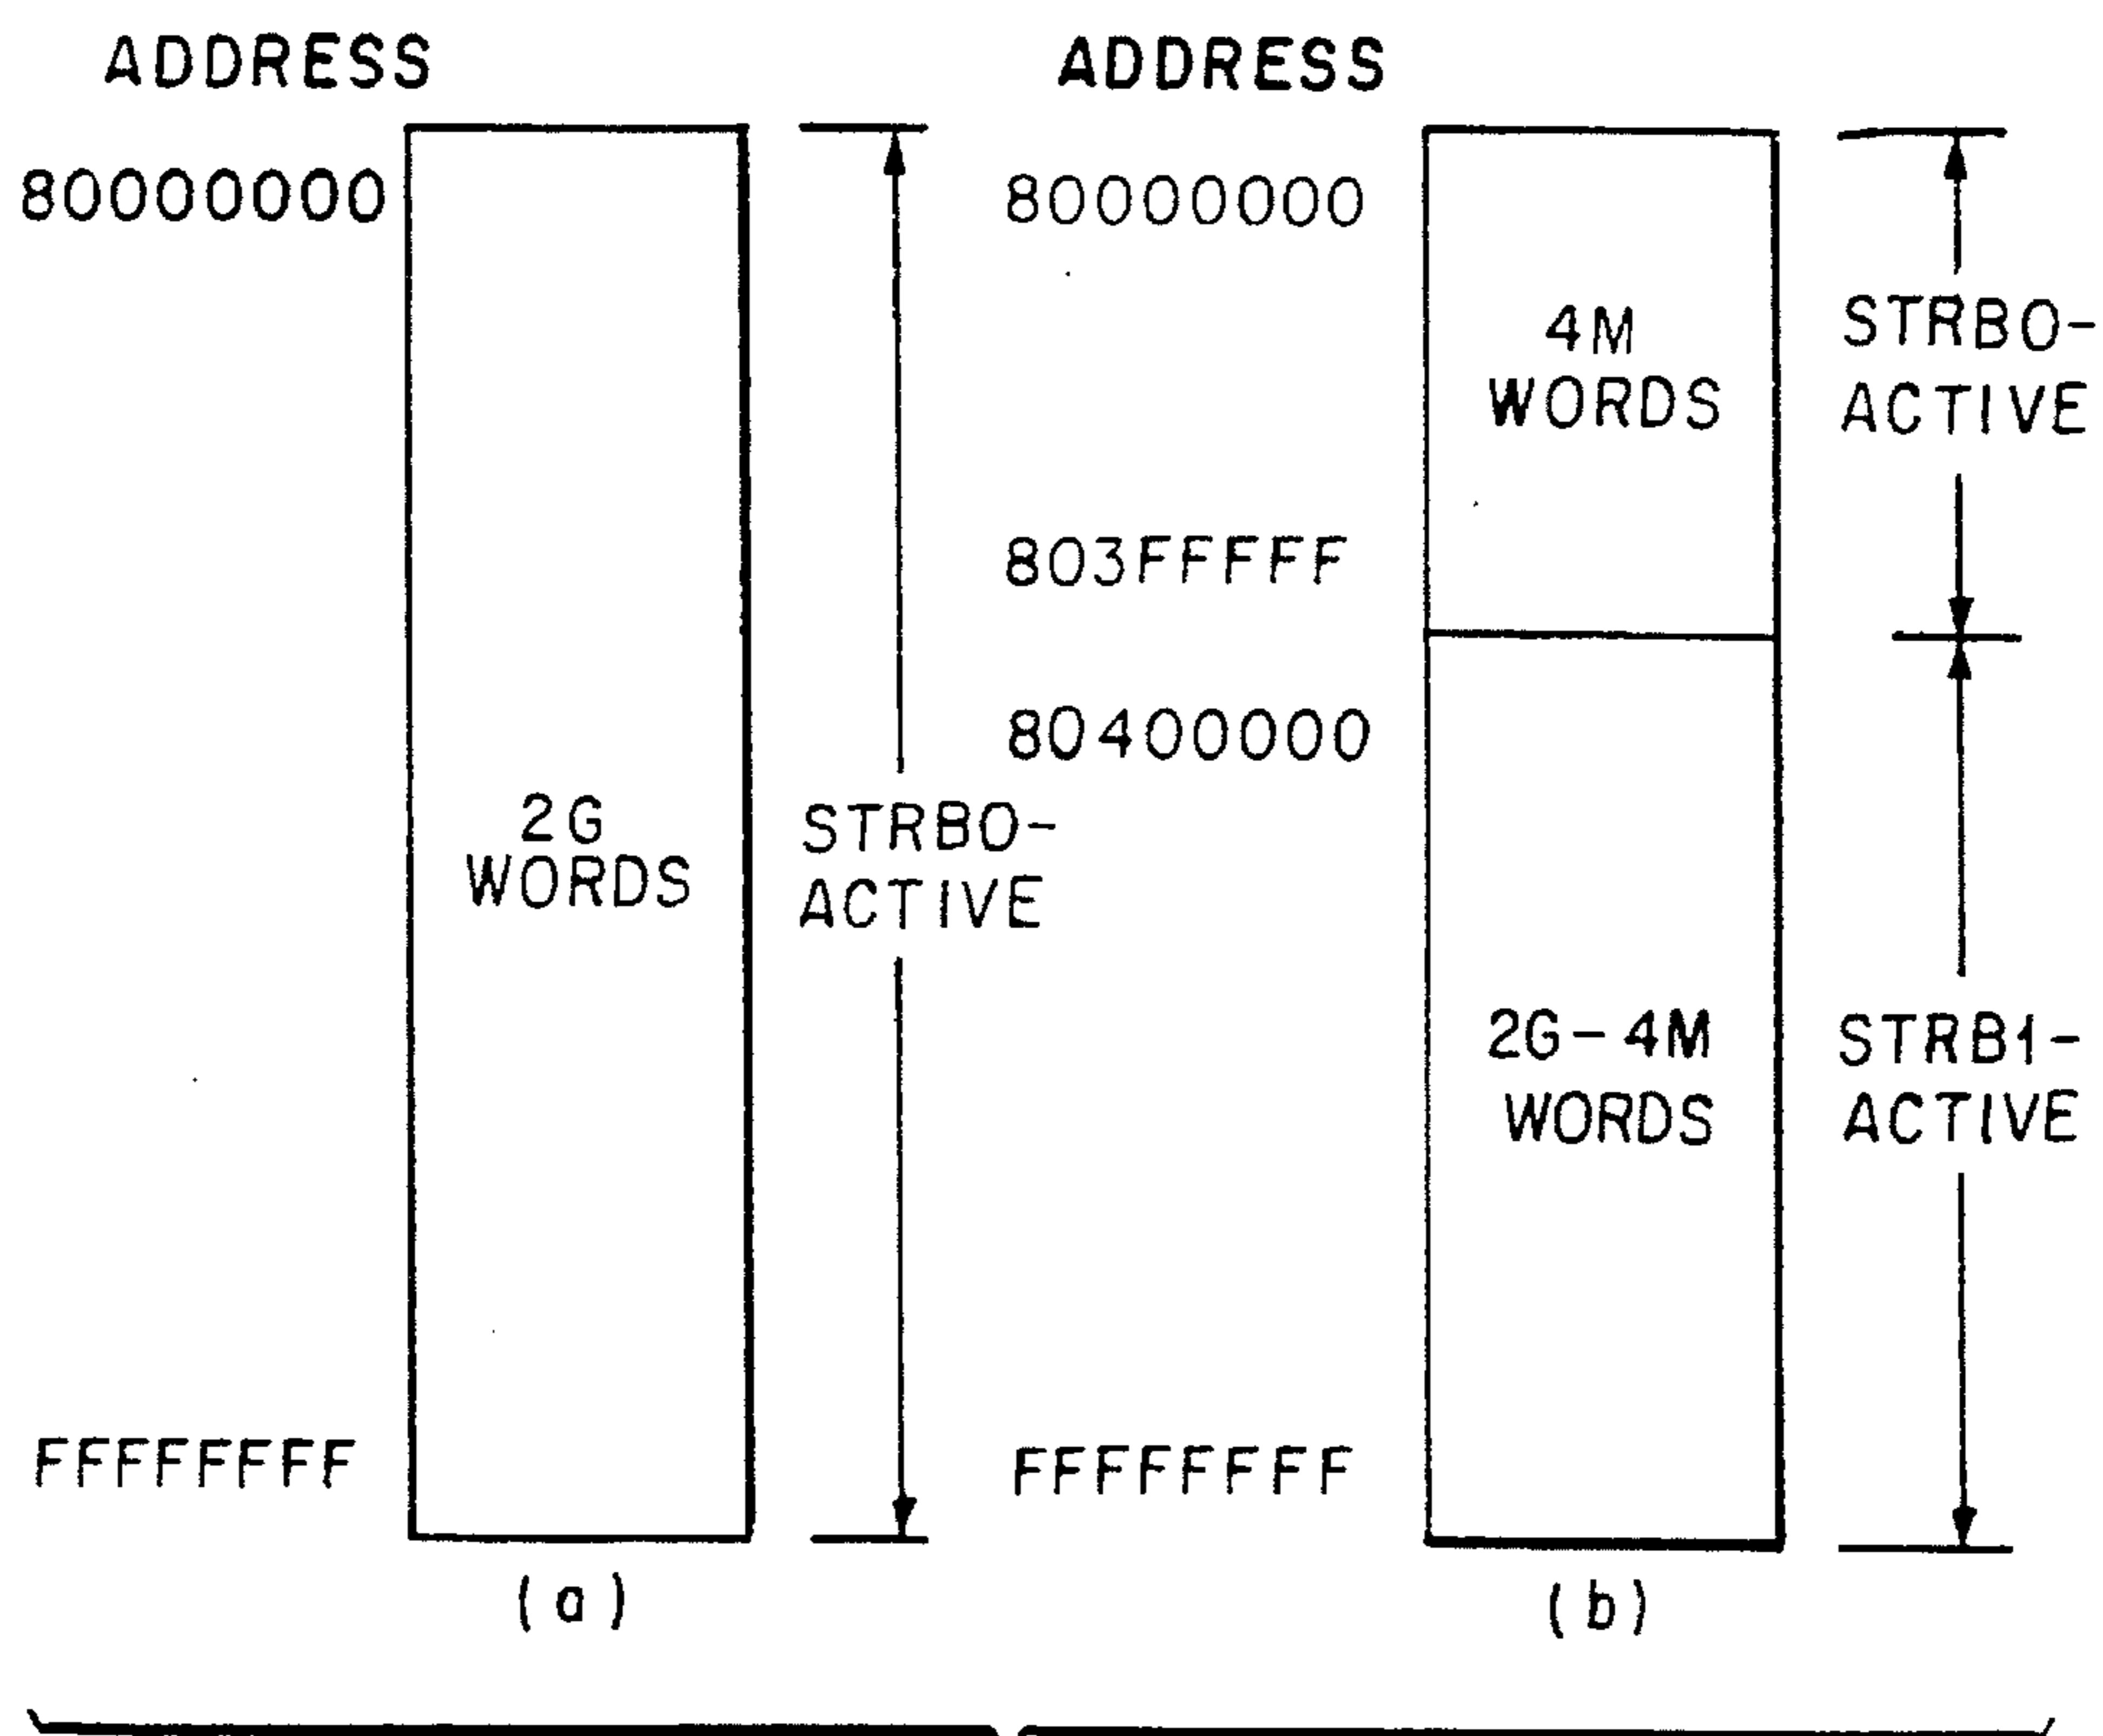 ADDRESS
80000000
2G
WORDS
STRB0-
ACTIVE
FFFFFFFF
(a)
ADDRESS
80000000
4M
WORDS
STRB0-
ACTIVE
803FFFFF
80400000
2G-4M
WORDS
STRB1-
ACTIVE
FFFFFFFF
(b)